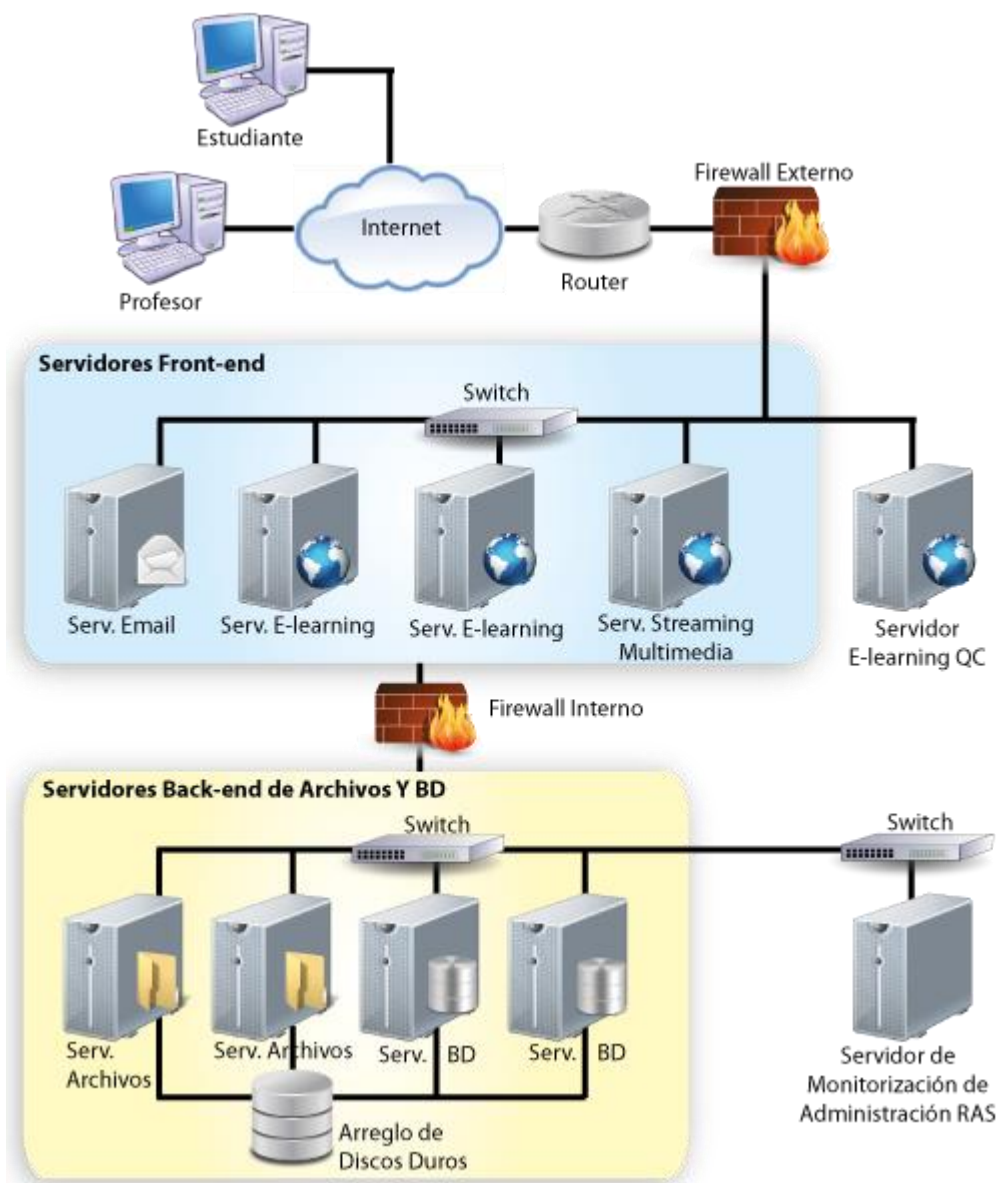 Estudiante
Firewall Externo
Internet
Router
Profesor
Servidores Front-end
Switch
Serv. Email
Serv. E-learning
Serv. E-learning
Serv. Streaming
Multimedia
Servidor
E-learning QC
Firewall Interno
Servidores Back-end de Archivos Y BD
Switch
Switch
Serv.
Archivos
Serv. Archivos
Serv. BD
Serv. BD
Servidor de
Monitorización de
Administración RAS
Arreglo de
Discos Duros